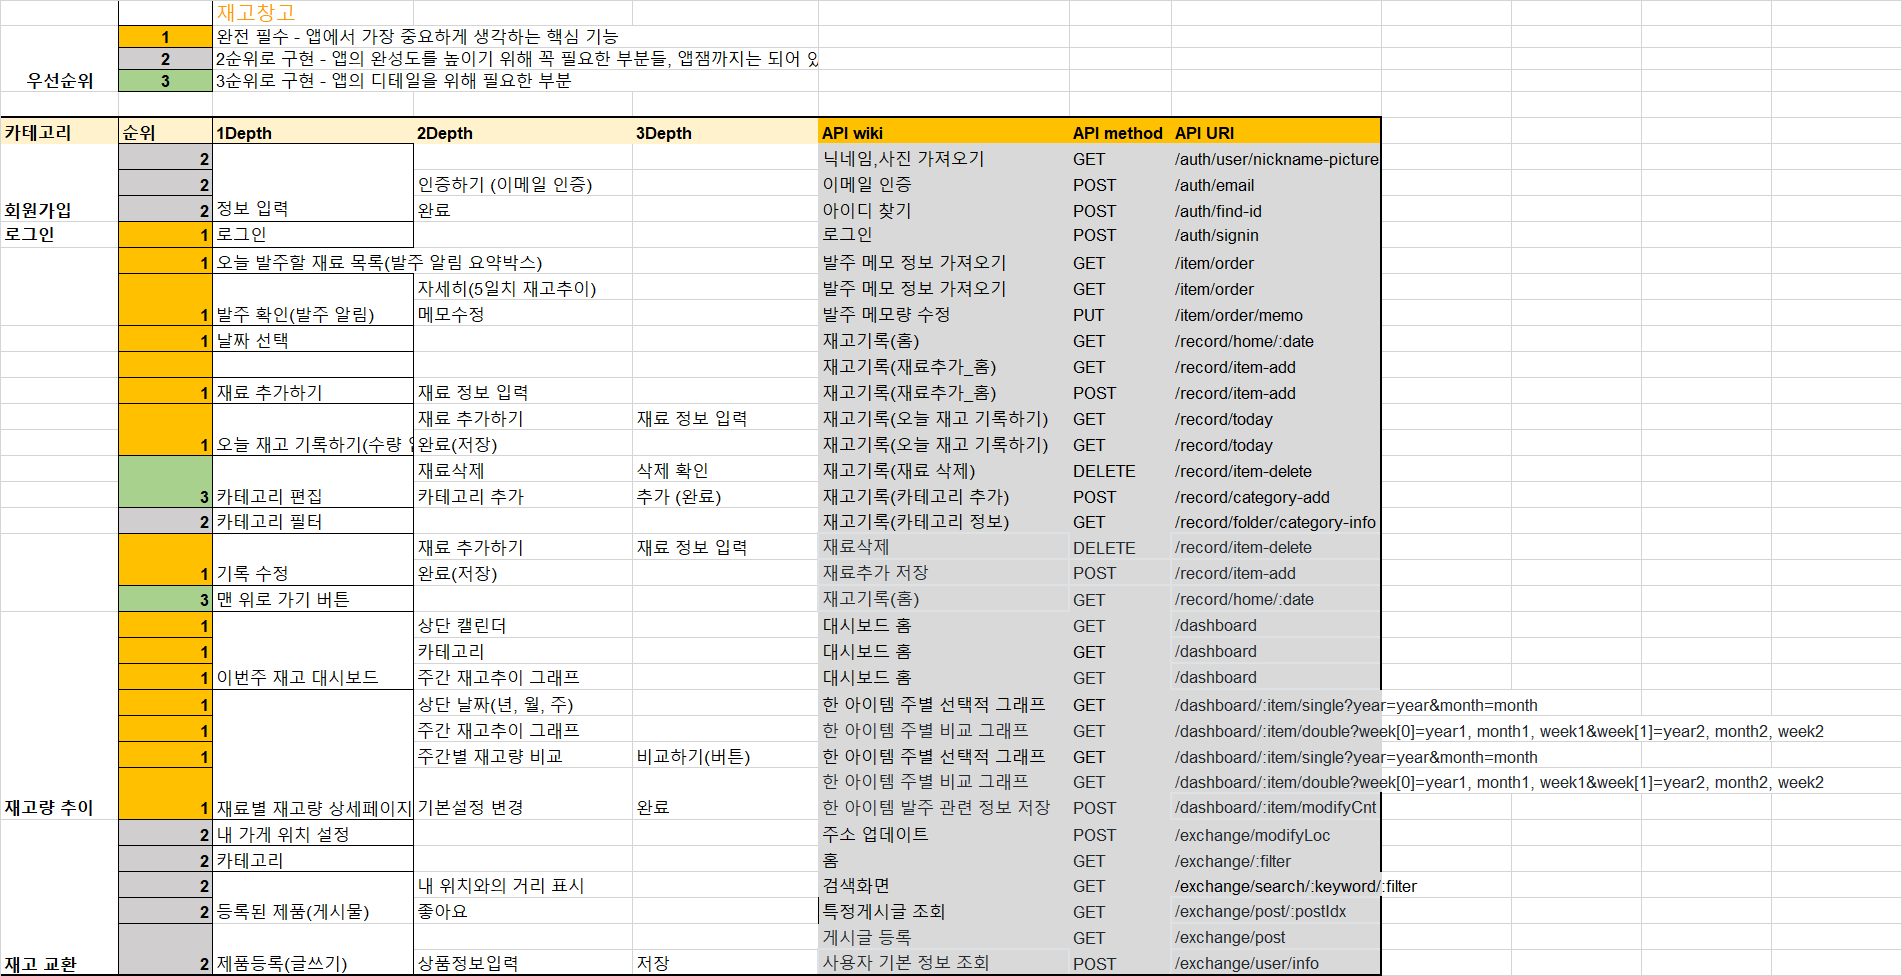 재고창고
1 완전 필수 - 앱에서 가장 중요하게 생각하는 핵심 기능
2 2순위로 구현 - 앱의 완성도를 높이기 위해 꼭 필요한 부분들, 앱잼까지는 되어
우선순위 3 3순위로 구현 - 앱의 디테일을 위해 필요한 부분
카테고리 순위 1Depth 2Depth 3Depth API wiki API method API URI
2 닉네임,사진 가져오기 GET /auth/user/nickname-picture
2 인증하기 (이메일 인증) 이메일 인증 POST /auth/email
회원가입 2 정보 입력 완료 아이디 찾기 POST /auth/find-id
로그인 1 로그인 로그인 POST /auth/signin
1 오늘 발주할 재료 목록(발주 알림 요약박스) 발주 메모 정보 가져오기 GET /item/order
자세히(5일치 재고추이) 발주 메모 정보 가져오기 GET /item/order
1 발주 확인(발주 알림) 메모수정 발주 메모량 수정 PUT /item/order/memo
1 날짜 선택 재고기록(홈) GET /record/home/:date
재고기록(재료추가_홈) GET /record/item-add
1 재료 추가하기 재료 정보 입력 재고기록(재료추가_홈) POST /record/item-add
재료 추가하기 재료 정보 입력 재고기록(오늘 재고 기록하기) GET /record/today
1 오늘 재고 기록하기(수량 완료(저장) 재고기록(오늘 재고 기록하기) GET /record/today
재료삭제 삭제 확인 재고기록(재료 삭제) DELETE /record/item-delete
3 카테고리 편집 카테고리 추가 추가 (완료) 재고기록(카테고리 추가) POST /record/category-add
2 카테고리 필터 재고기록(카테고리 정보) GET /record/folder/category-info
재료 추가하기 재료 정보 입력 재료삭제 DELETE /record/item-delete
1 기록 수정 완료(저장) 재료추가 저장 POST /record/item-add
3 맨 위로 가기 버튼 재고기록(홈) GET /record/home/:date
1 상단 캘린더 대시보드 홈 GET /dashboard
1 카테고리 대시보드 홈 GET /dashboard
1 이번주 재고 대시보드 주간 재고추이 그래프 대시보드 홈 GET /dashboard
1 상단 날짜(년, 월, 주) 한 아이템 주별 선택적 그래프 GET /dashboard/:item/single?year=year&month=month
1 주간 재고추이 그래프 한 아이템 주별 비교 그래프 GET /dashboard/:item/double?week[0]=year1, month1, week1&week[1]=year2, month2, week2
1 주간별 재고량 비교 비교하기(버튼) 한 아이템 주별 선택적 그래프 GET /dashboard/:item/single?year=year&month=month
한 아이템 주별 비교 그래프 GET /dashboard/:item/double?week[0]=year1, month1, week1&week[1]=year2, month2, week2
재고량 추이 1 재료별 재고량 상세페이지 기본설정 변경 완료 한 아이템 발주 관련 정보 저장 POST /dashboard/:item/modifyCnt
2 내 가게 위치 설정 주소 업데이트 POST /exchange/modifyLoc
2 카테고리 홈 GET /exchange/:filter
2 내 위치와의 거리 표시 검색화면 GET /exchange/search/:keyword/:filter
2 등록된 제품(게시물) 좋아요 특정게시글 조회 GET /exchange/post/:postIdx
게시글 등록 GET /exchange/post
재고 교환 2 제품등록(글쓰기) 상품정보입력 저장 사용자 기본 정보 조회 POST /exchange/user/info